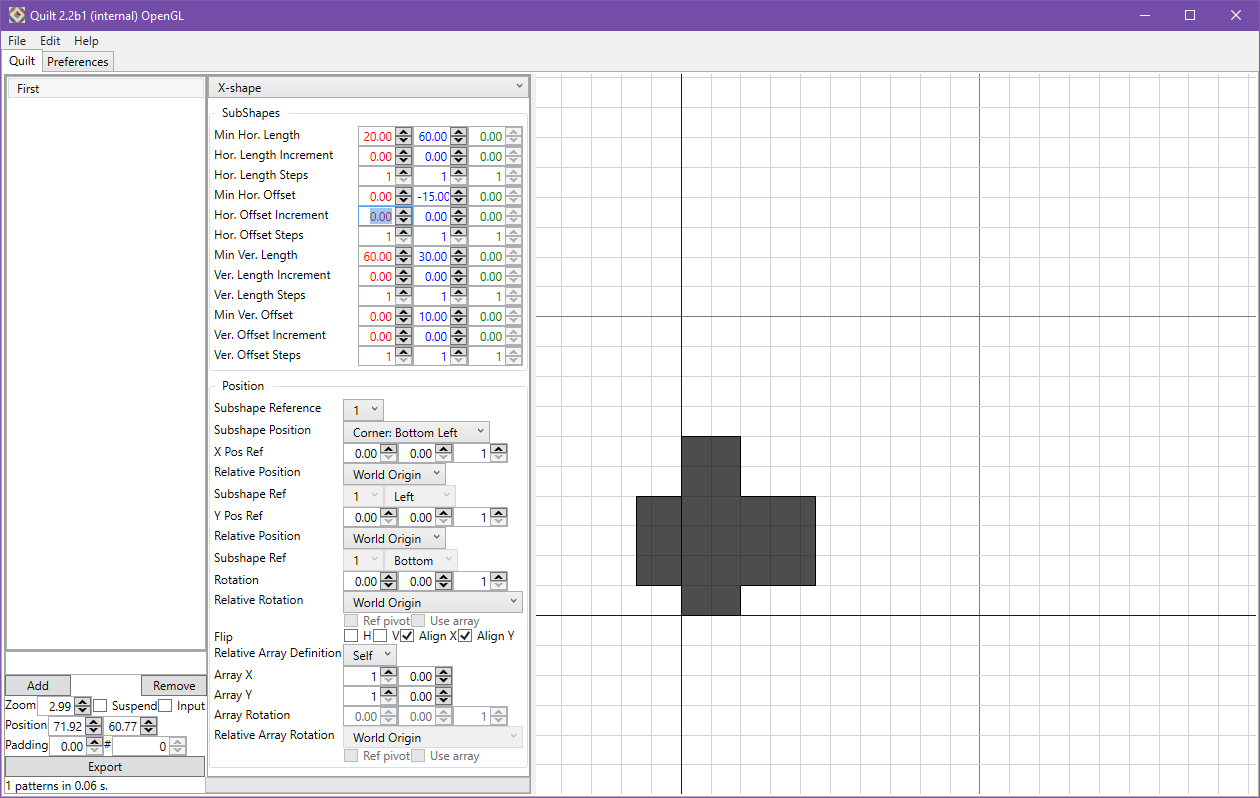 Quilt 2.2b1 (internal) OpenGL
File Edit Help
Quilt Preferences
First
X-shape
SubShapes
Min Hor. Length 20.00 60.00 0.00
Hor. Length Increment 0.00 0.00 0.00
Hor. Length Steps 1 1 1
Min Hor. Offset 0.00 -15.00 0.00
Hor. Offset Increment 0.00 0.00 0.00
Hor. Offset Steps 1 1 1
Min Ver. Length 60.00 30.00 0.00
Ver. Length Increment 0.00 0.00 0.00
Ver. Length Steps 1 1 1
Min Ver. Offset 0.00 10.00 0.00
Ver. Offset Increment 0.00 0.00 0.00
Ver. Offset Steps 1 1 1
Position
Subshape Reference 1
Subshape Position Corner: Bottom Left
X Pos Ref 0.00 0.00 1
Relative Position World Origin
Subshape Ref 1 Left
Y Pos Ref 0.00 0.00 1
Relative Position World Origin
Subshape Ref 1 Bottom
Rotation 0.00 0.00 1
Relative Rotation World Origin
Ref pivot Use array
Flip H V Align X Align Y
Relative Array Definition Self
Array X 1 0.00
Array Y 1 0.00
Array Rotation 0.00 0.00 1
Relative Array Rotation World Origin
Ref pivot Use array
Add Remove
Zoom 2.99 Suspend Input
Position 71.92 60.77
Padding 0.00 # 0
Export
1 patterns in 0.06 s.